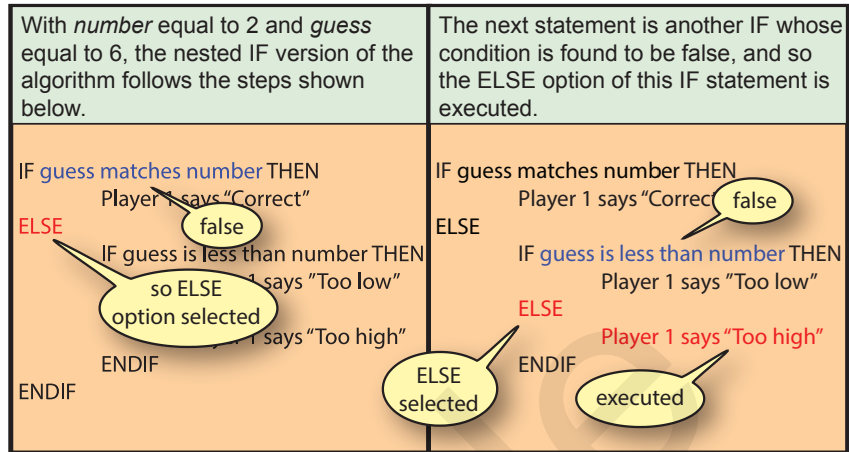 With number equal to 2 and guess
equal to 6, the nested IF version of the
algorithm follows the steps shown
below.
IF guess matches number THEN
Player 1 says "Correct"
false
ELSE
IF guess is less than number THEN
1 says "Too low"
so ELSE
option selected
1 says "Too high"
ENDIF
ENDIF
The next statement is another IF whose
condition is found to be false, and so
the ELSE option of this IF statement is
executed.
IF guess matches number THEN
Player 1 says "Correct
false
ELSE
IF guess is less than number THEN
Player 1 says "Too low"
ELSE
Player 1 says "Too high"
ENDIF
ELSE
selected
executed